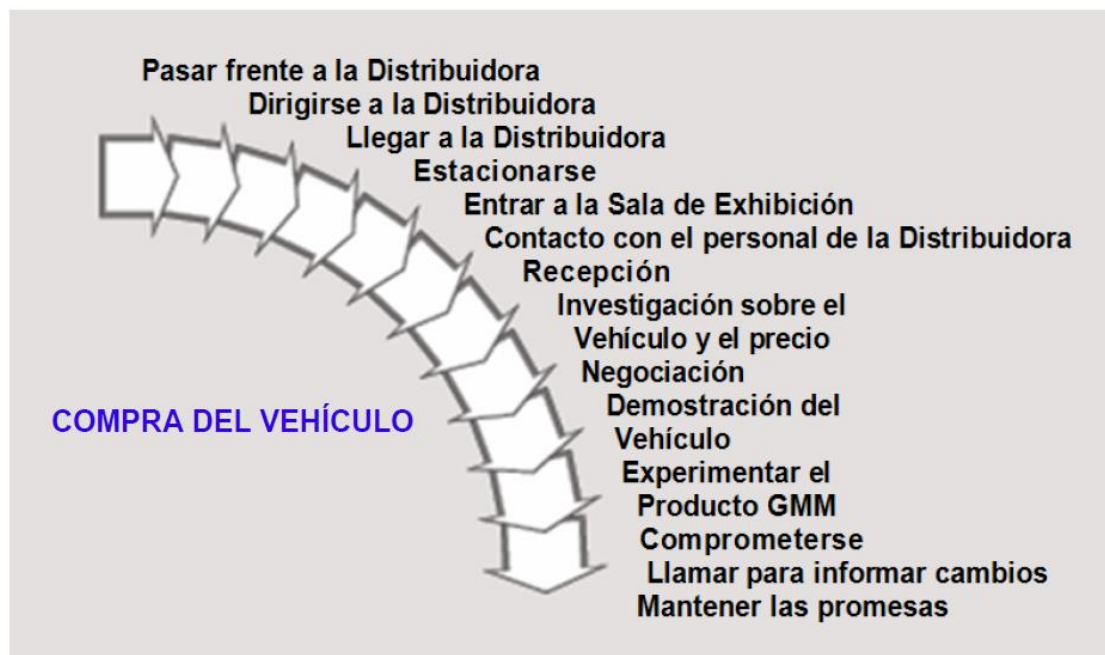 Pasar frente a la Distribuidora
Dirigirse a la Distribuidora
Llegar a la Distribuidora
Estacionarse
Entrar a la Sala de Exhibición
Contacto con el personal de la Distribuidora
Recepción
Investigación sobre el
Vehículo y el precio
Negociación
Demostración del
Vehículo
Experimentar el
Producto GMM
Comprometerse
Llamar para informar cambios
Mantener las promesas
COMPRA DEL VEHÍCULO